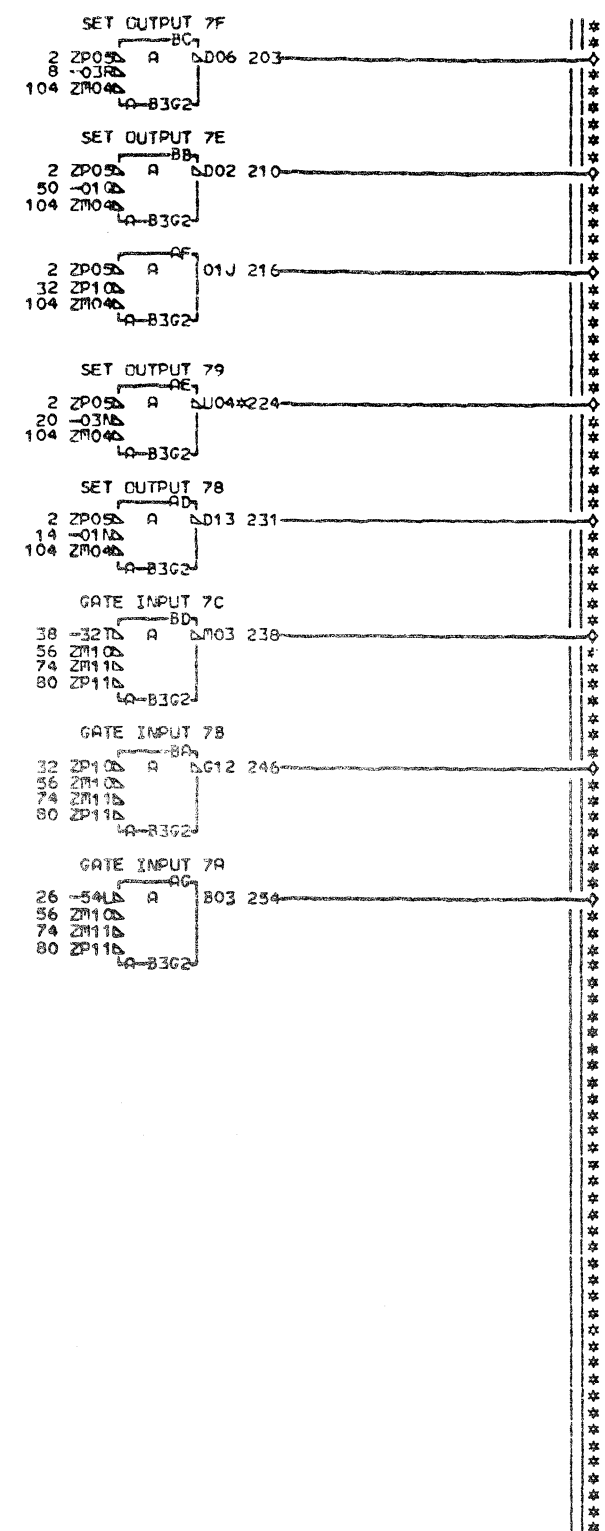 SET OUTPUT 7F
BC
2 ZP05 A D06 203
8 -03R
104 ZM04
A-B3G2
SET OUTPUT 7E
BB
2 ZP05 A D02 210
50 -01G
104 ZM04
A-B3G2
AF
2 ZP05 A 01J 216
32 ZP10
104 ZM04
A-B3G2
SET OUTPUT 79
AE
2 ZP05 A U04*224
20 -03N
104 ZM04
A-B3G2
SET OUTPUT 78
AD
2 ZP05 A D13 231
14 -01N
104 ZM04
A-B3G2
GATE INPUT 7C
BD
38 -32T A M03 238
56 ZM10
74 ZM11
80 ZP11
A-B3G2
GATE INPUT 7B
BA
32 ZP10 A G12 246
56 ZM10
74 ZM11
80 ZP11
A-B3G2
GATE INPUT 7A
AG
26 -54L A B03 254
56 ZM10
74 ZM11
80 ZP11
A-B3G2